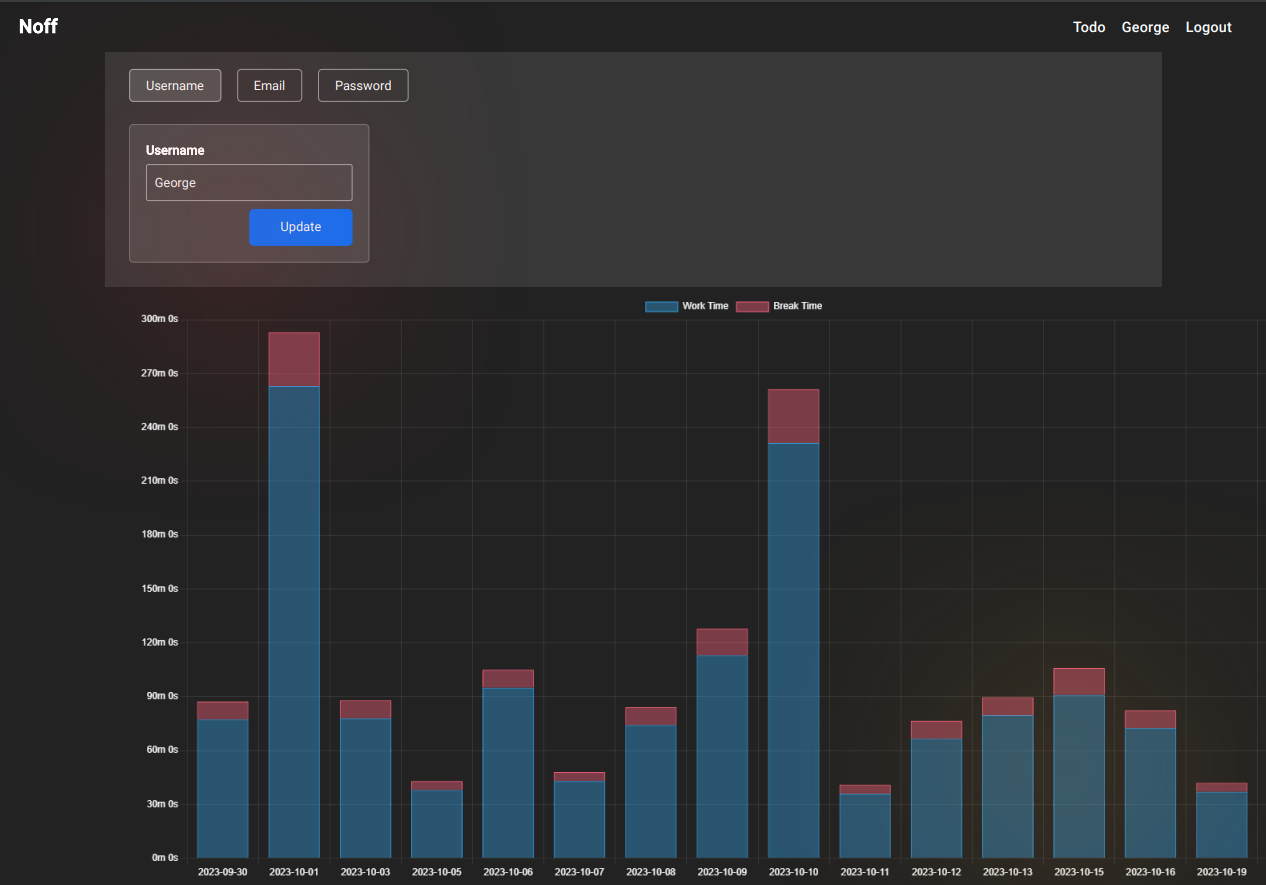 Noff Todo George Logout
Username Email Password
Username
George
Update
Work Time Break Time
300m 0s
270m 0s
240m 0s
210m 0s
180m 0s
150m 0s
120m 0s
90m 0s
60m 0s
30m 0s
0m 0s
2023-09-30 2023-10-01 2023-10-03 2023-10-05 2023-10-06 2023-10-07 2023-10-08 2023-10-09 2023-10-10 2023-10-11 2023-10-12 2023-10-13 2023-10-15 2023-10-16 2023-10-19